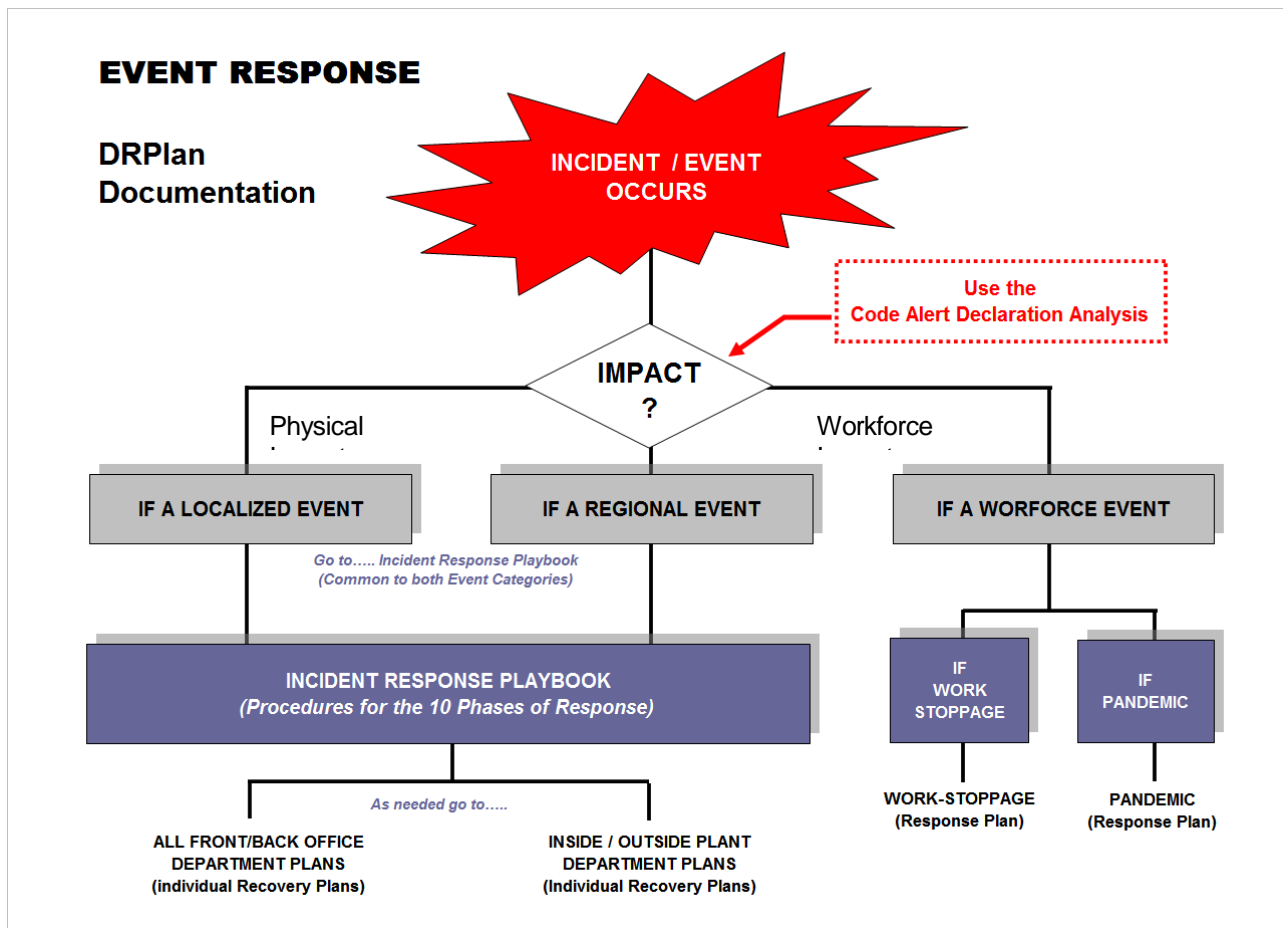 EVENT RESPONSE
DRPlan
Documentation
INCIDENT / EVENT
OCCURS
Use the
Code Alert Declaration Analysis
IMPACT
?
Physical
Workforce
IF A LOCALIZED EVENT
IF A REGIONAL EVENT
IF A WORFORCE EVENT
Go to….. Incident Response Playbook
(Common to both Event Categories)
INCIDENT RESPONSE PLAYBOOK
(Procedures for the 10 Phases of Response)
IF
WORK
STOPPAGE
IF
PANDEMIC
As needed go to…..
WORK-STOPPAGE
(Response Plan)
PANDEMIC
(Response Plan)
ALL FRONT/BACK OFFICE
DEPARTMENT PLANS
(individual Recovery Plans)
INSIDE / OUTSIDE PLANT
DEPARTMENT PLANS
(Individual Recovery Plans)